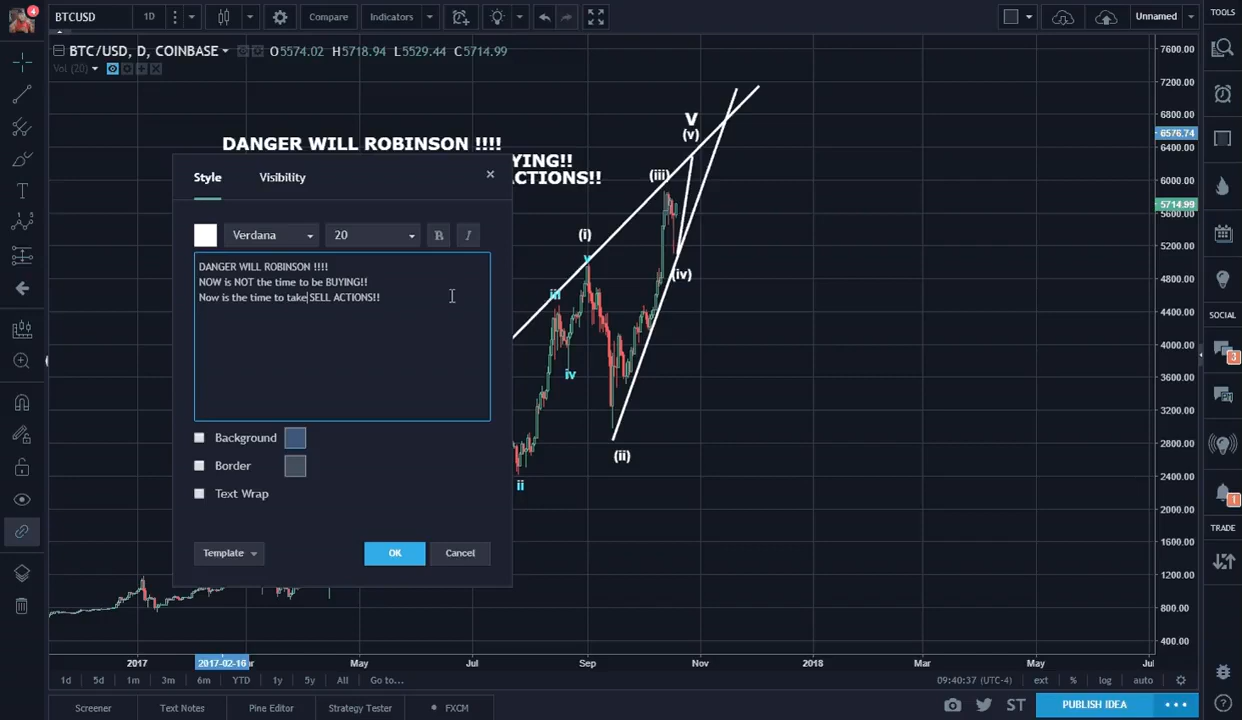 4
BTCUSD
1D
Compare
Indicators
Unnamed
TOOLS
BTC/USD, D, COINBASE
O5574.02 H5718.94 L5529.44 C5714.99
Vol (20)
DANGER WILL ROBINSON !!!!
YING!!
CTIONS!!
Style
Visibility
Verdana
20
B
I
DANGER WILL ROBINSON !!!!
NOW is NOT the time to be BUYING!!
Now is the time to take SELL ACTIONS!!
Background
Border
Text Wrap
Template
OK
Cancel
V
(v)
(iii)
(i)
v
iii
(iv)
iv
(ii)
ii
7600.00
7200.00
6800.00
6576.74
6400.00
6000.00
5714.99
5600.00
5200.00
4800.00
4400.00
4000.00
3600.00
3200.00
2800.00
2400.00
2000.00
1600.00
1200.00
800.00
400.00
SOCIAL
3
1
TRADE
2017
2017-02-16
ar
May
Jul
Sep
Nov
2018
Mar
May
Jul
1d
5d
1m
3m
6m
YTD
1y
5y
All
Go to...
09:40:37 (UTC-4)
ext
%
log
auto
Screener
Text Notes
Pine Editor
Strategy Tester
FXCM
ST
PUBLISH IDEA